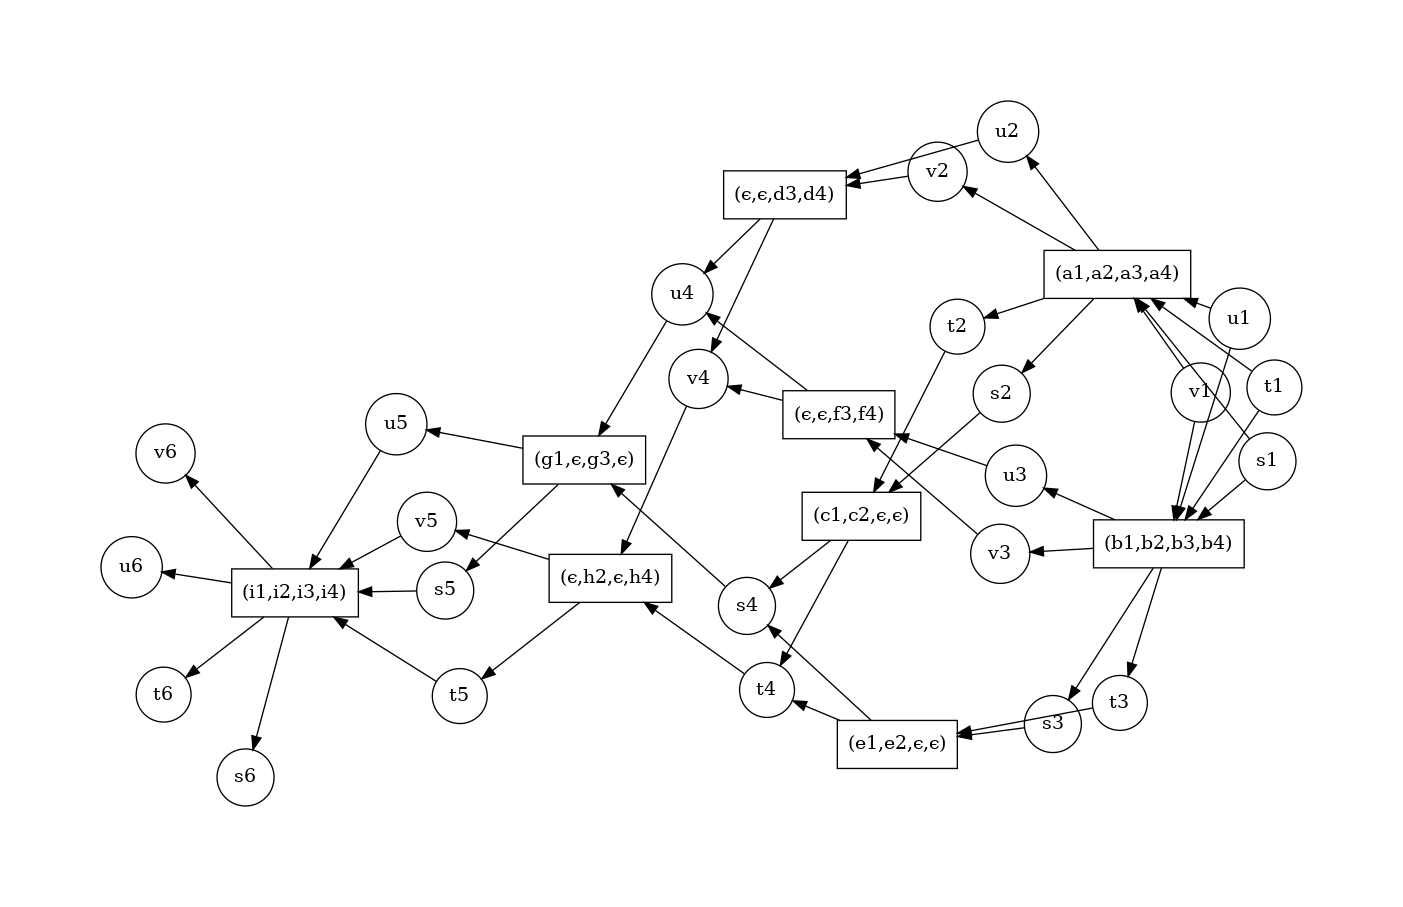 u2
v2
(ϵ,ϵ,d3,d4)
(a1,a2,a3,a4)
u4
u1
t2
v4
t1
v1
s2
(ϵ,ϵ,f3,f4)
u5
v6
(g1,ϵ,g3,ϵ)
s1
u3
(c1,c2,ϵ,ϵ)
v5
(b1,b2,b3,b4)
v3
u6
(ϵ,h2,ϵ,h4)
s5
(i1,i2,i3,i4)
s4
t4
t6
t5
t3
s3
(e1,e2,ϵ,ϵ)
s6